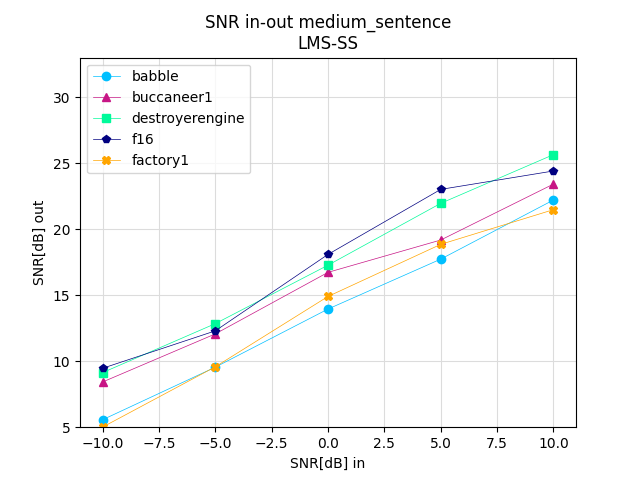 SNR in-out medium_sentence
LMS-SS
babble
buccaneer1
destroyerengine
f16
factory1
30
25
20
15
10
5
SNR[dB] out
−10.0 −7.5 −5.0 −2.5 0.0 2.5 5.0 7.5 10.0
SNR[dB] in